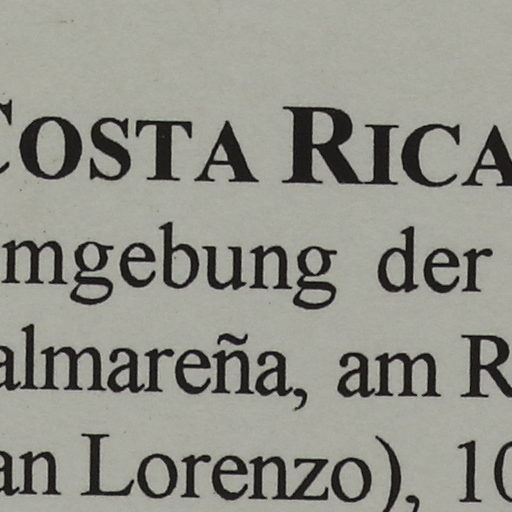 COSTA RICA
mgebung der
almareña, am R
an Lorenzo), 10